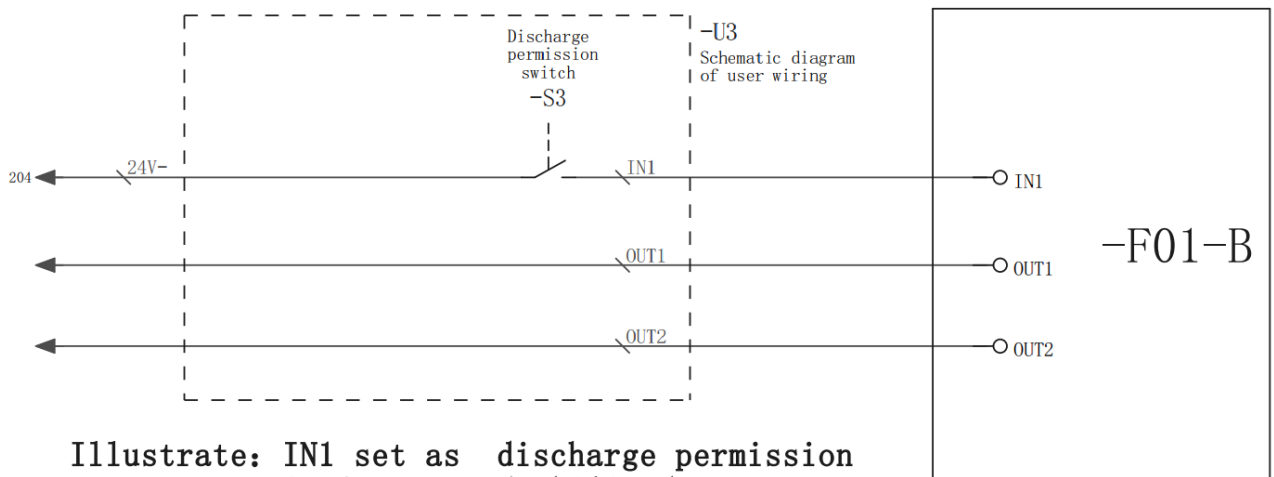 Discharge
permission
switch
-S3
-U3
Schematic diagram
of user wiring
204
24V-
IN1
IN1
-F01-B
OUT1
OUT1
OUT2
OUT2
Illustrate: IN1 set as discharge permission